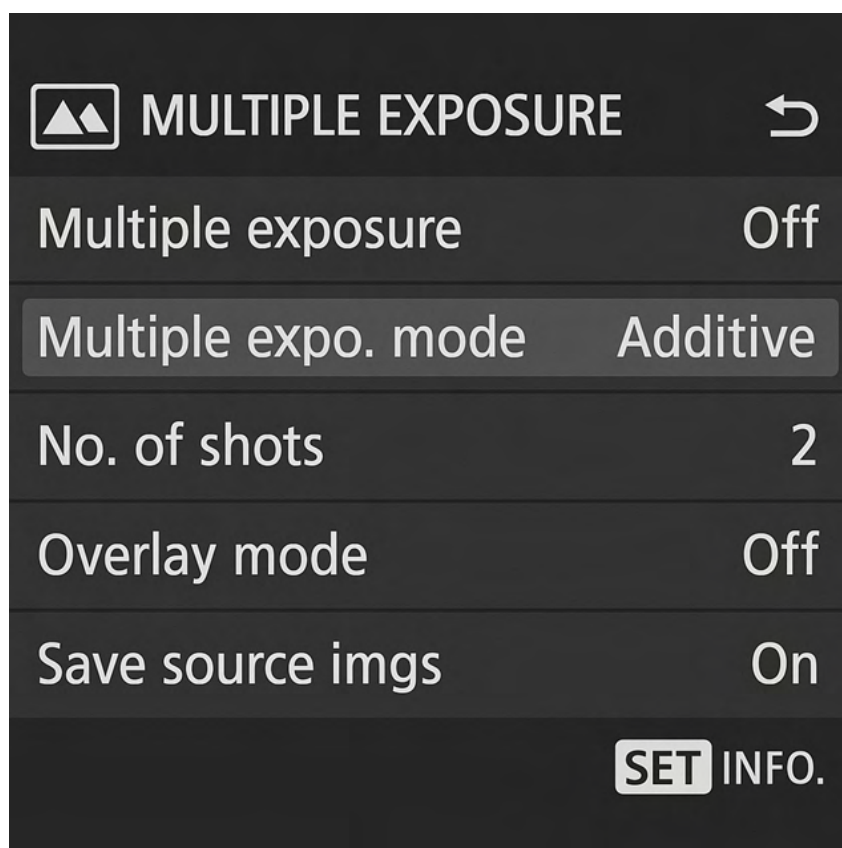 MULTIPLE EXPOSURE
Multiple exposure Off
Multiple expo. mode Additive
No. of shots 2
Overlay mode Off
Save source imgs On
SET INFO.